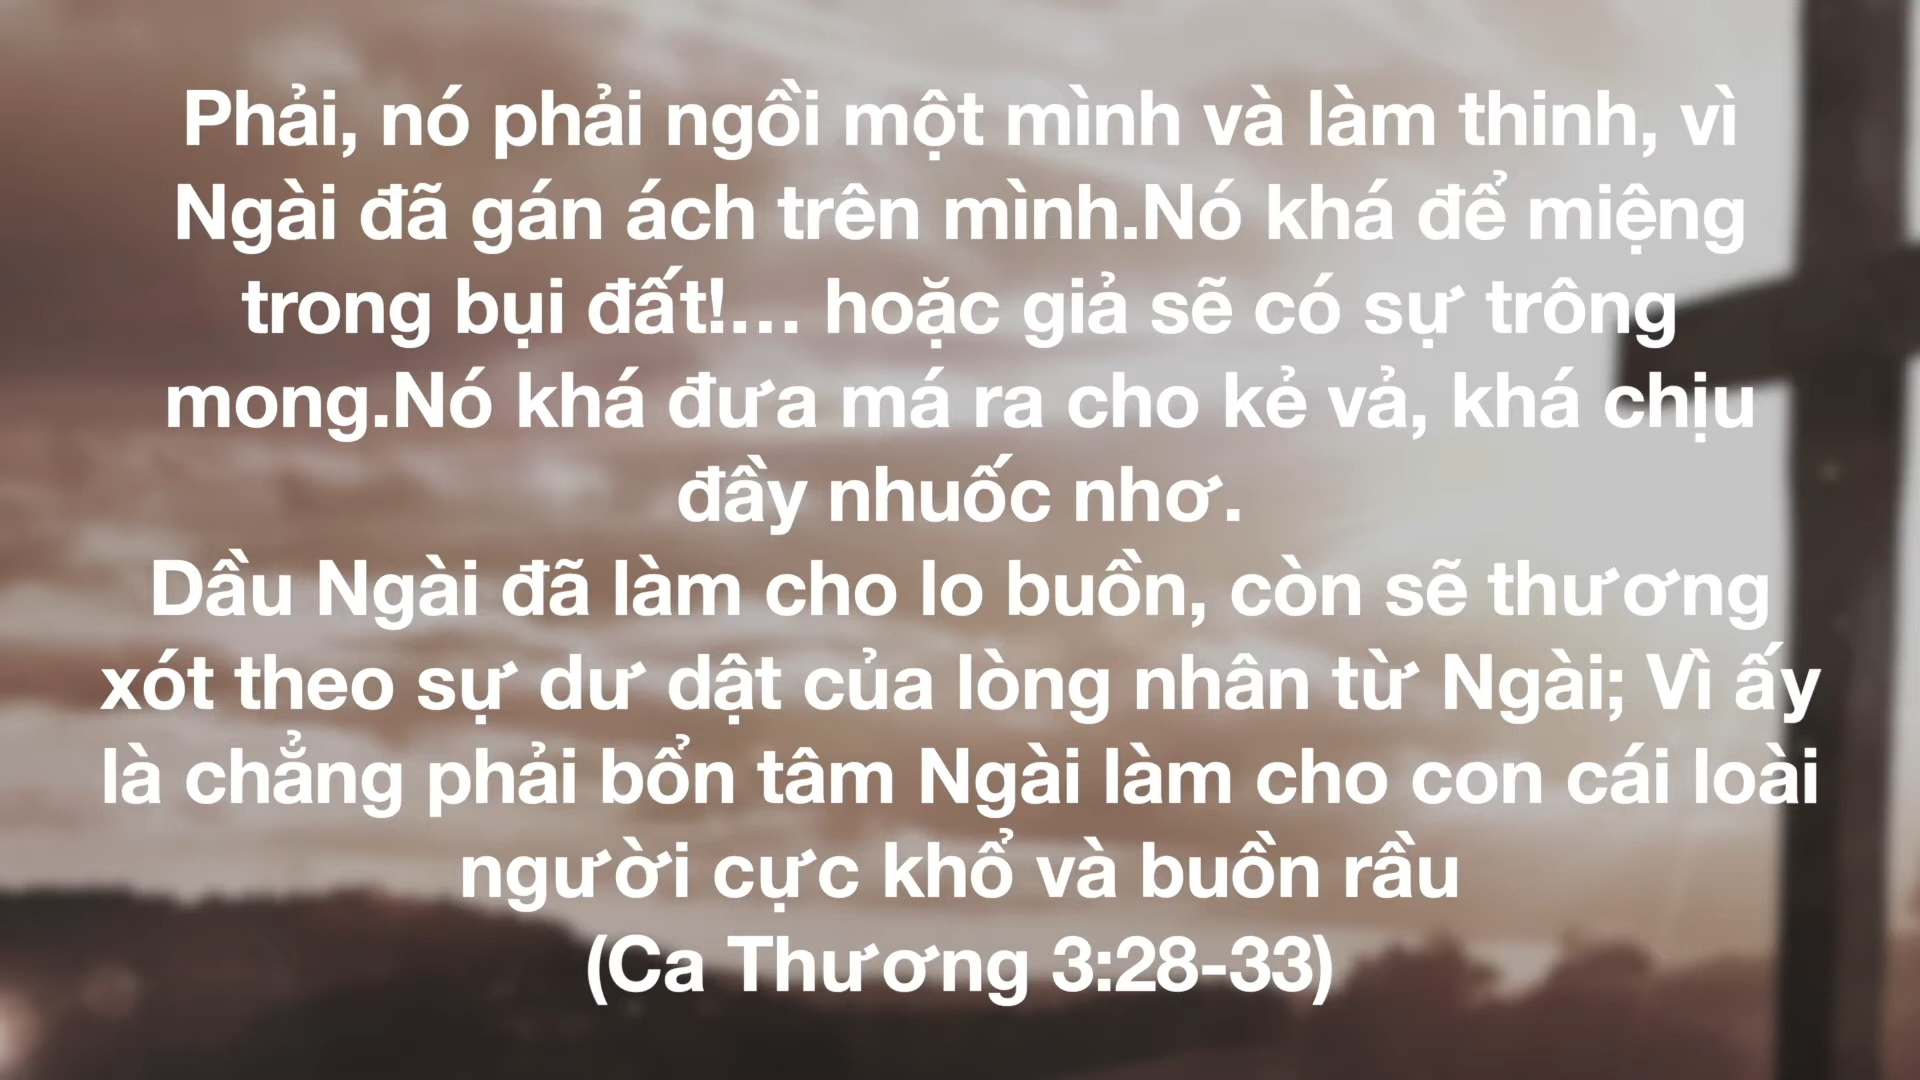 Phải, nó phải ngồi một mình và làm thinh, vì
Ngài đã gán ách trên mình.Nó khá để miệng
trong bụi đất!... hoặc giả sẽ có sự trông
mong.Nó khá đưa má ra cho kẻ vả, khá chịu
đầy nhuốc nhơ.
Dầu Ngài đã làm cho lo buồn, còn sẽ thương
xót theo sự dư dật của lòng nhân từ Ngài; Vì ấy
là chẳng phải bổn tâm Ngài làm cho con cái loài
người cực khổ và buồn rầu
(Ca Thương 3:28-33)